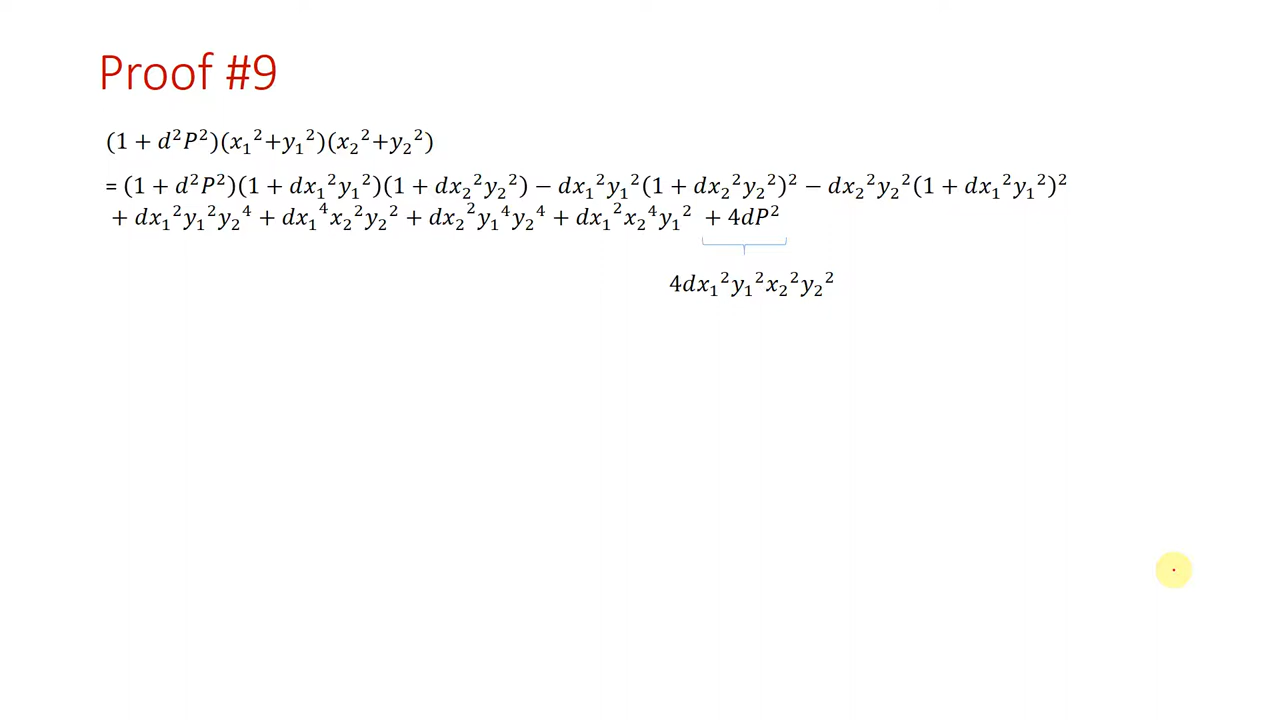 Proof #9
(1 + d²P²)(x₁²+y₁²)(x₂²+y₂²)
= (1 + d²P²)(1 + dx₁²y₁²)(1 + dx₂²y₂²) − dx₁²y₁²(1 + dx₂²y₂²)² − dx₂²y₂²(1 + dx₁²y₁²)²
+ dx₁²y₁²y₂⁴ + dx₁⁴x₂²y₂² + dx₂²y₁⁴y₂⁴ + dx₁²x₂⁴y₁² + 4dP²
4dx₁²y₁²x₂²y₂²